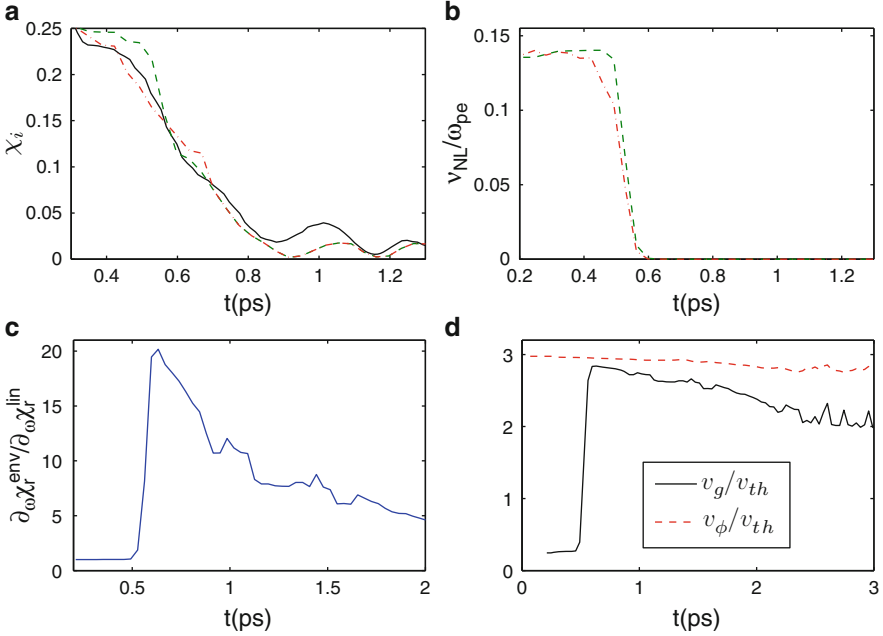 a
0.25
0.2
0.15
0.1
0.05
0
χi
0.4 0.6 0.8 1 1.2
t(ps)
b
0.15
0.1
0.05
0
νNL/ωpe
0.2 0.4 0.6 0.8 1 1.2
t(ps)
c
20
15
10
5
0
∂ωχr^env/∂ωχr^lin
0.5 1 1.5 2
t(ps)
d
3
2
1
0
vg/vth
vϕ/vth
0 1 2 3
t(ps)